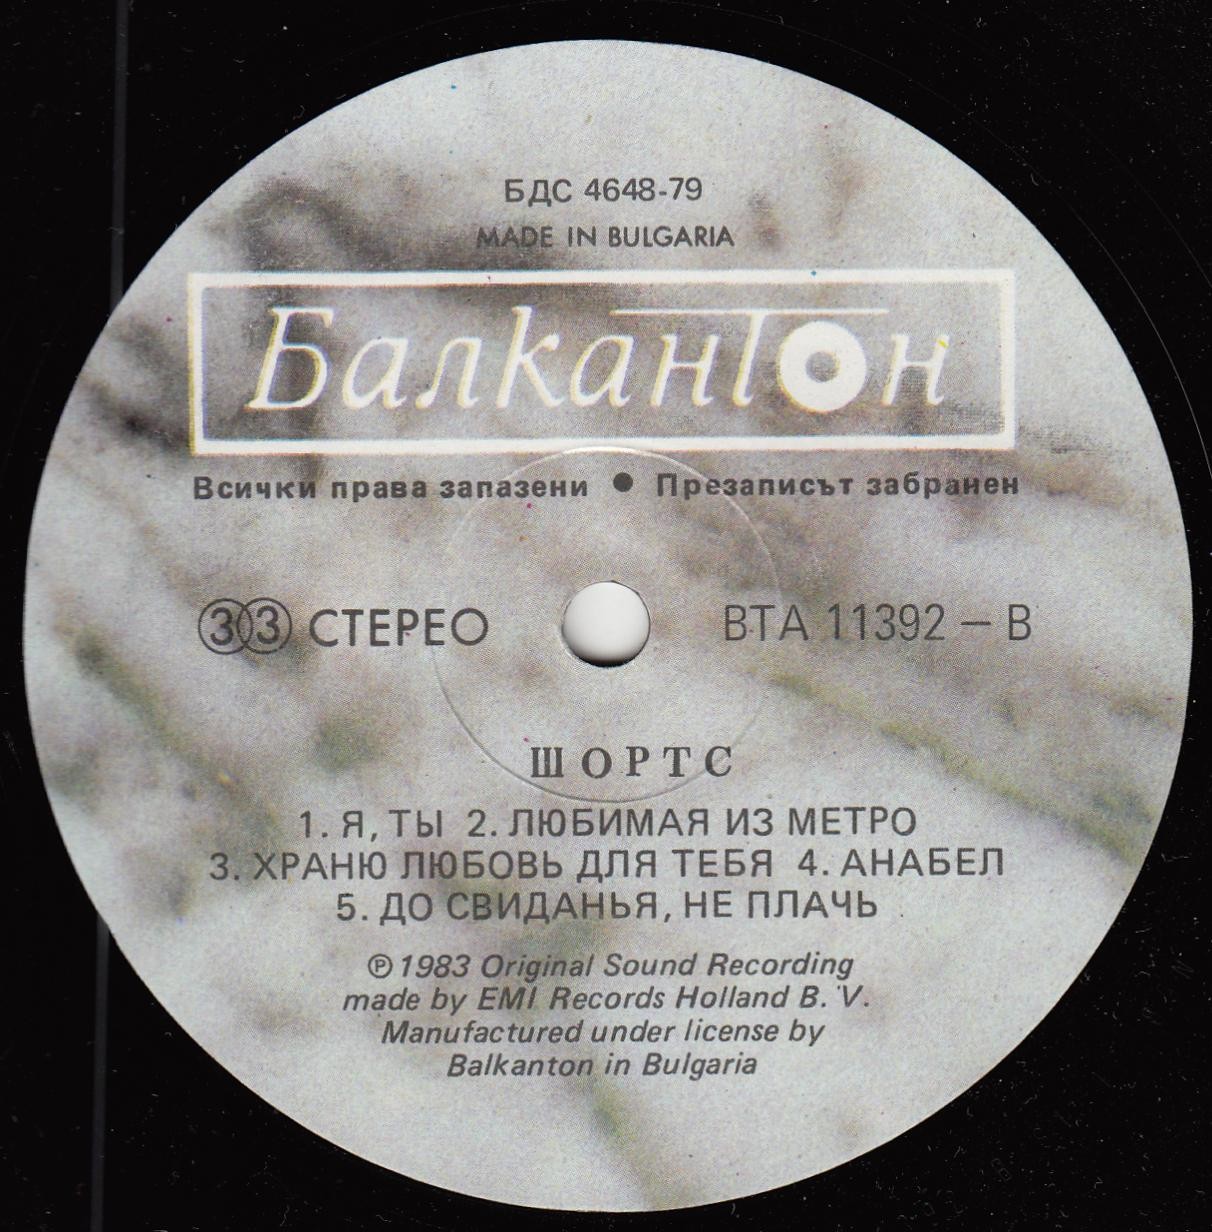 БДС 4648-79
MADE IN BULGARIA
Балкантон
Всички права запазени ● Презаписът забранен
33 СТЕРЕО ВТА 11392 — В
ШОРТС
1. Я, ТЫ 2. ЛЮБИМАЯ ИЗ МЕТРО
3. ХРАНЮ ЛЮБОВЬ ДЛЯ ТЕБЯ 4. АНАБЕЛ
5. ДО СВИДАНЬЯ, НЕ ПЛАЧЬ
℗ 1983 Original Sound Recording
made by EMI Records Holland B. V.
Manufactured under license by
Balkanton in Bulgaria